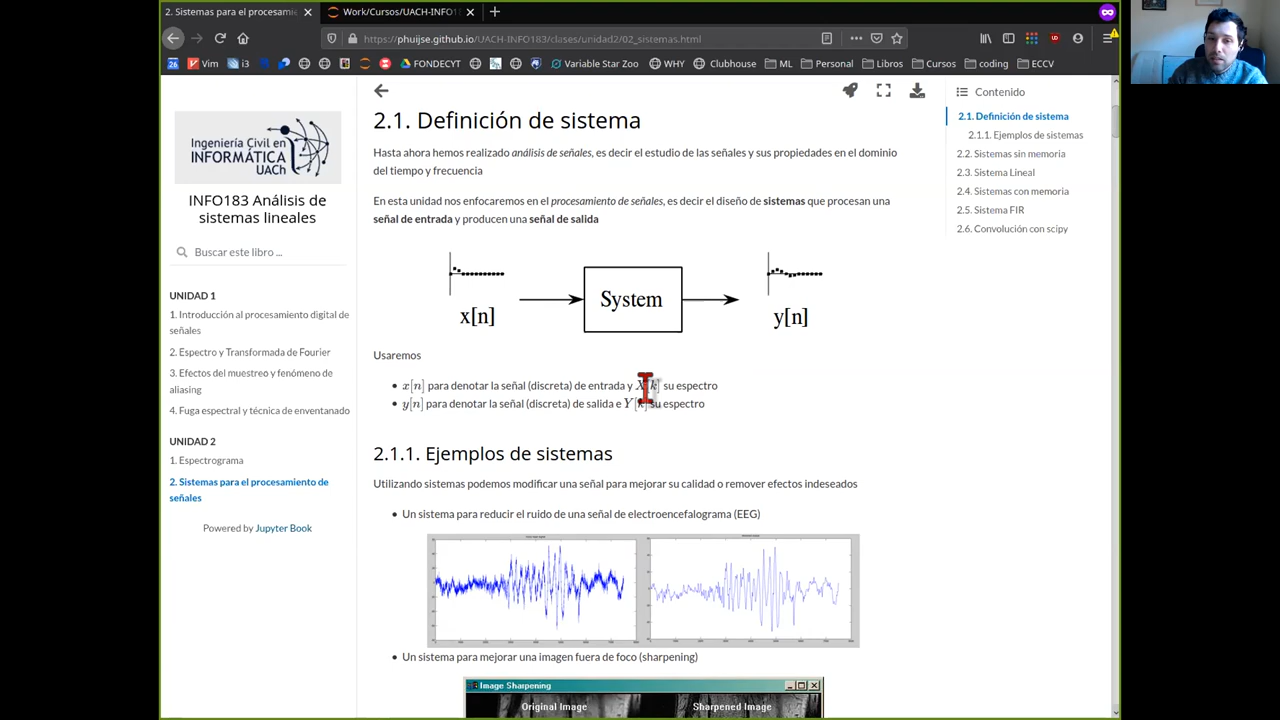 2. Sistemas para el procesami
Work/Cursos/UACH-INFO1
https://phuijse.github.io/UACH-INFO183/clases/unidad2/02_sistemas.html
26 Vim i3 FONDECYT Variable Star Zoo WHY Clubhouse ML Personal Libros Cursos coding ECCV
Ingeniería Civil en
INFORMÁTICA
UACh
INFO183 Análisis de
sistemas lineales
Buscar este libro ...
UNIDAD 1
1. Introducción al procesamiento digital de
señales
2. Espectro y Transformada de Fourier
3. Efectos del muestreo y fenómeno de
aliasing
4. Fuga espectral y técnica de enventanado
UNIDAD 2
1. Espectrograma
2. Sistemas para el procesamiento de
señales
Powered by Jupyter Book
2.1. Definición de sistema
Hasta ahora hemos realizado análisis de señales, es decir el estudio de las señales y sus propiedades en el dominio
del tiempo y frecuencia
En esta unidad nos enfocaremos en el procesamiento de señales, es decir el diseño de sistemas que procesan una
señal de entrada y producen una señal de salida
x[n]
System
y[n]
Usaremos
x[n] para denotar la señal (discreta) de entrada y X[k] su espectro
y[n] para denotar la señal (discreta) de salida e Y[k] su espectro
2.1.1. Ejemplos de sistemas
Utilizando sistemas podemos modificar una señal para mejorar su calidad o remover efectos indeseados
Un sistema para reducir el ruido de una señal de electroencefalograma (EEG)
Un sistema para mejorar una imagen fuera de foco (sharpening)
Image Sharpening
Original Image
Sharpened Image
Contenido
2.1. Definición de sistema
2.1.1. Ejemplos de sistemas
2.2. Sistemas sin memoria
2.3. Sistema Lineal
2.4. Sistemas con memoria
2.5. Sistema FIR
2.6. Convolución con scipy